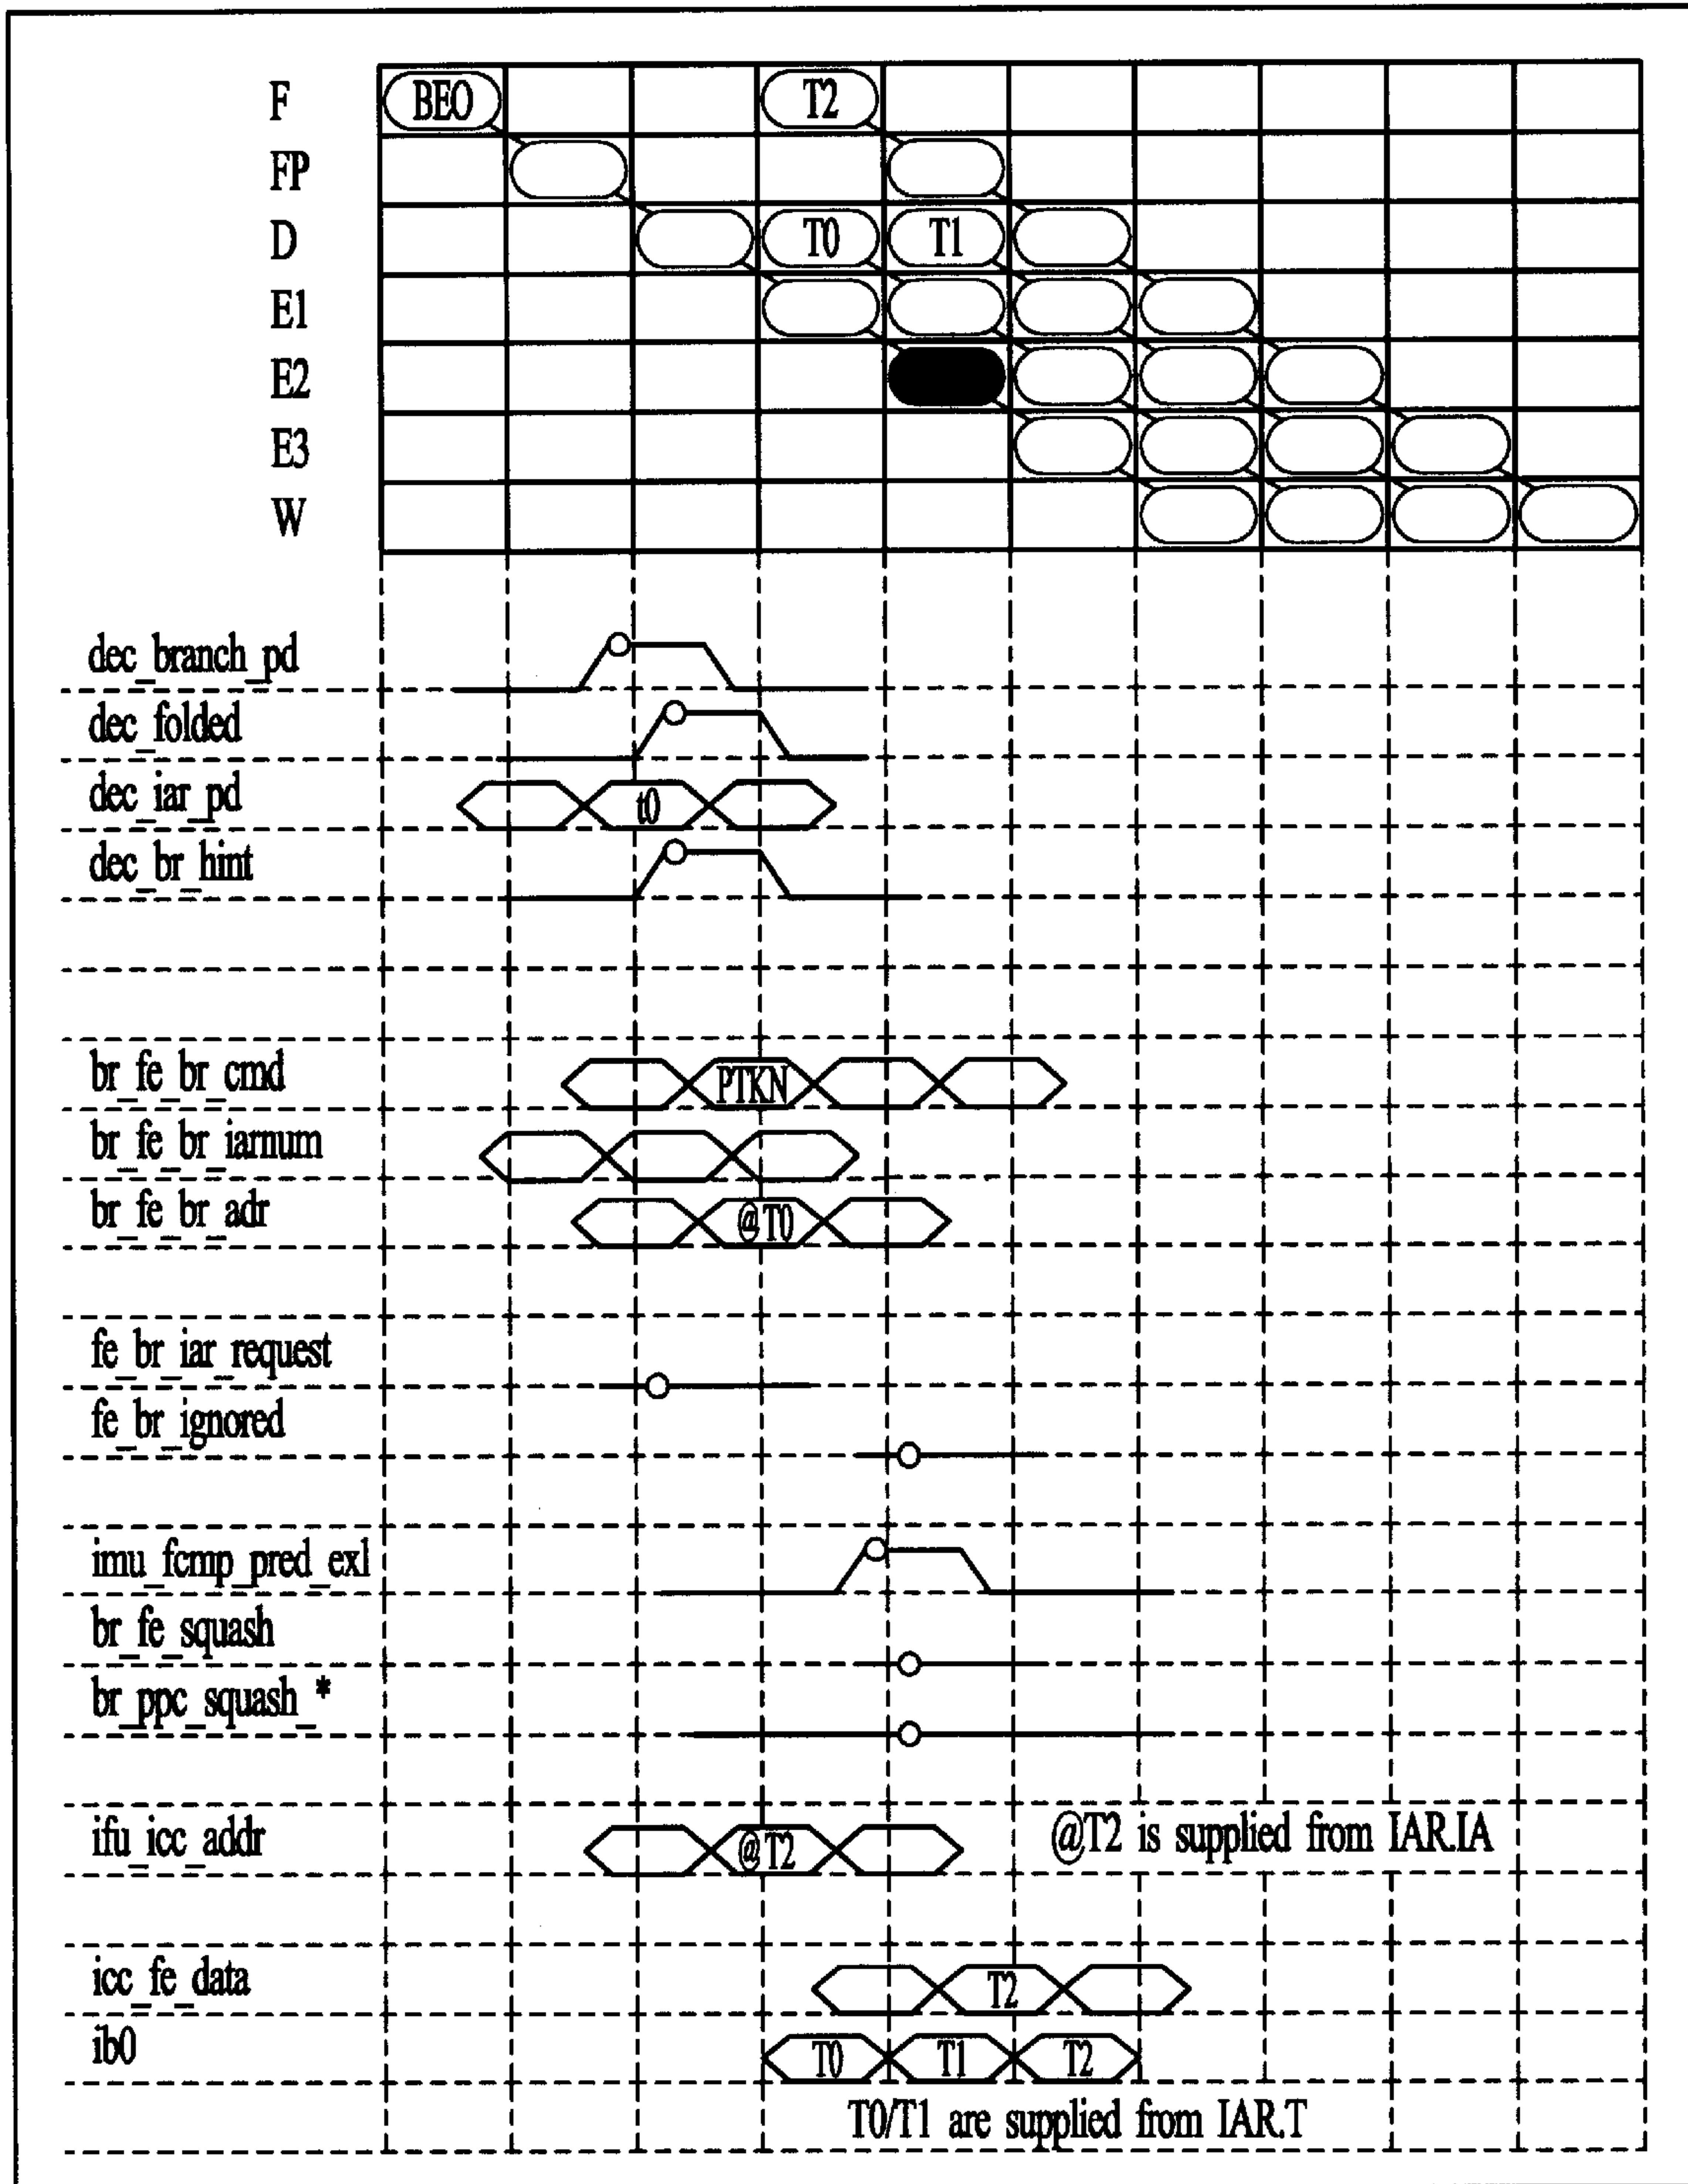 F BEO T2
FP
D T0 T1
E1
E2
E3
W
dec_branch_pd
dec_folded
dec_iar_pd t0
dec_br_hint
br_fe_br_cmd PTKN
br_fe_br_iarnum
br_fe_br_adr @T0
fe_br_iar_request
fe_br_ignored
imu_fcmp_pred_exl
br_fe_squash
br_ppc_squash_*
ifu_icc_addr @T2 @T2 is supplied from IAR.IA
icc_fe_data T2
ib0 T0 T1 T2
T0/T1 are supplied from IAR.T